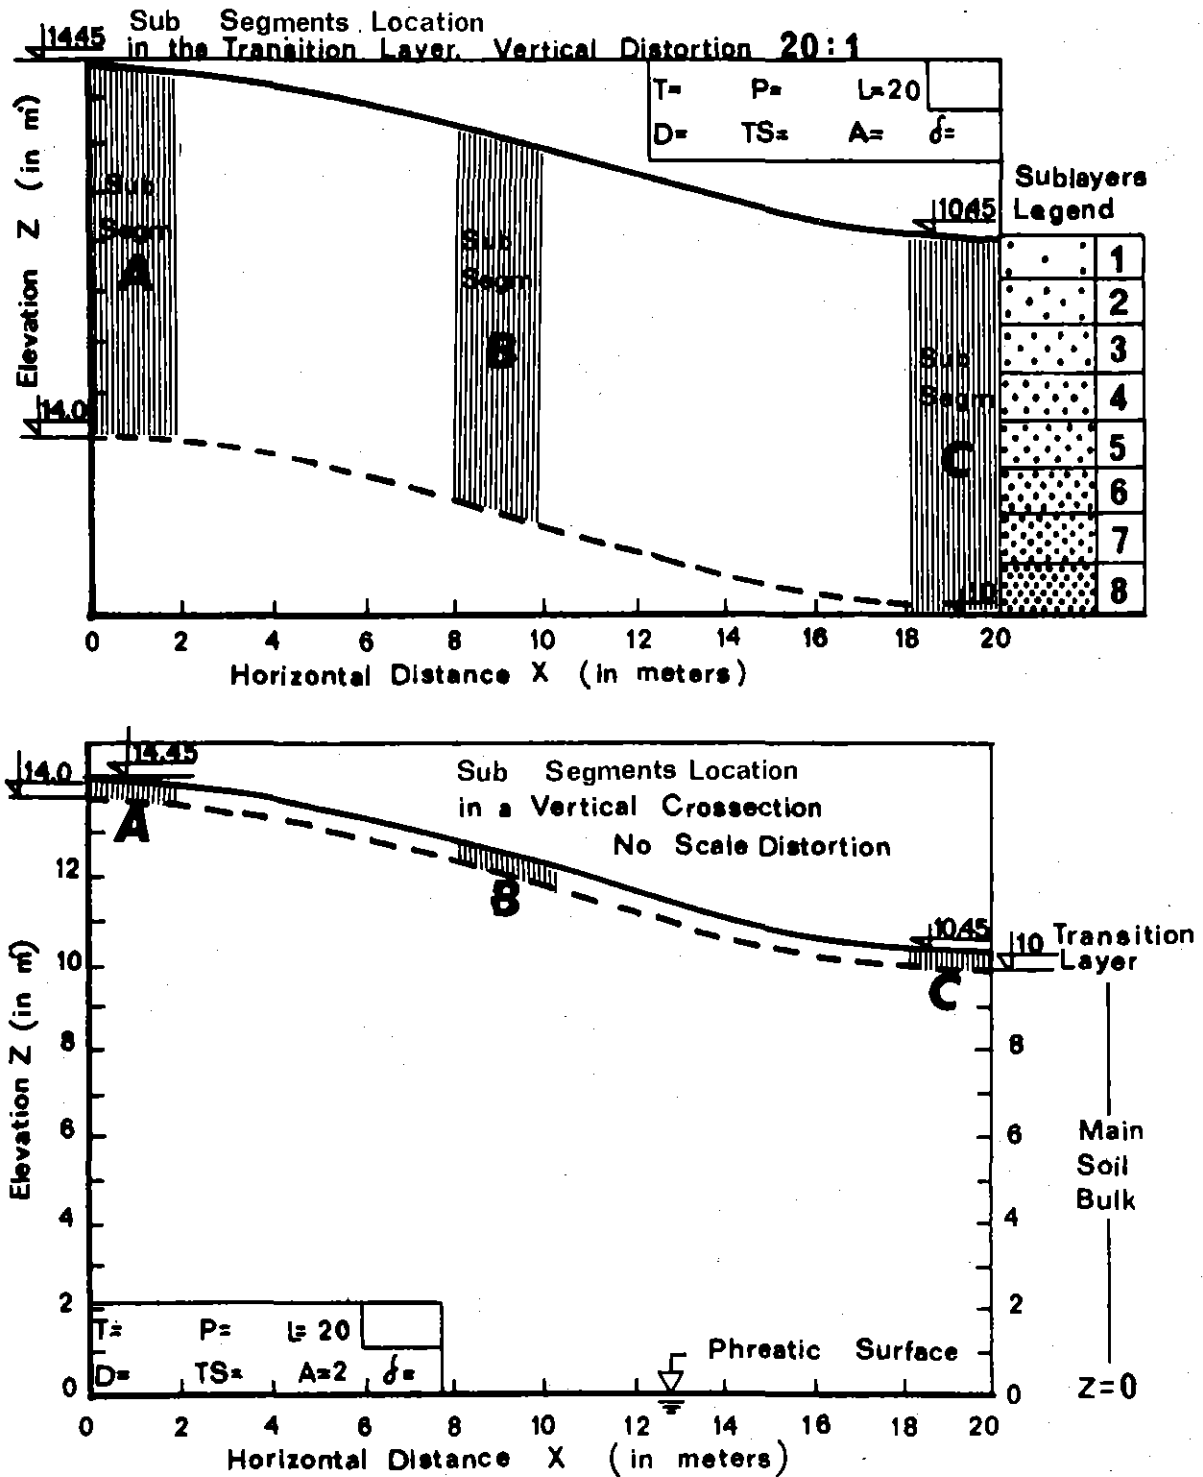 Sub Segments Location
in the Transition Layer. Vertical Distortion 20:1
14.45
T= P= L=20
D= TS= A= δ=
Elevation Z (in m)
Sub
Segm
A
Sub
Segm
B
10.45
Sub
Segm
C
14.0
10
Sublayers
Legend
1
2
3
4
5
6
7
8
0 2 4 6 8 10 12 14 16 18 20
Horizontal Distance X (in meters)
14.0
14.45
Sub Segments Location
in a Vertical Crossection
No Scale Distortion
A
B
10.45
C
10
Transition
Layer
Elevation Z (in m)
12
10
8
6
4
2
0
8
6
4
2
0
Main
Soil
Bulk
Z=0
T= P= L= 20
D= TS= A=2 δ=
Phreatic Surface
0 2 4 6 8 10 12 14 16 18 20
Horizontal Distance X (in meters)